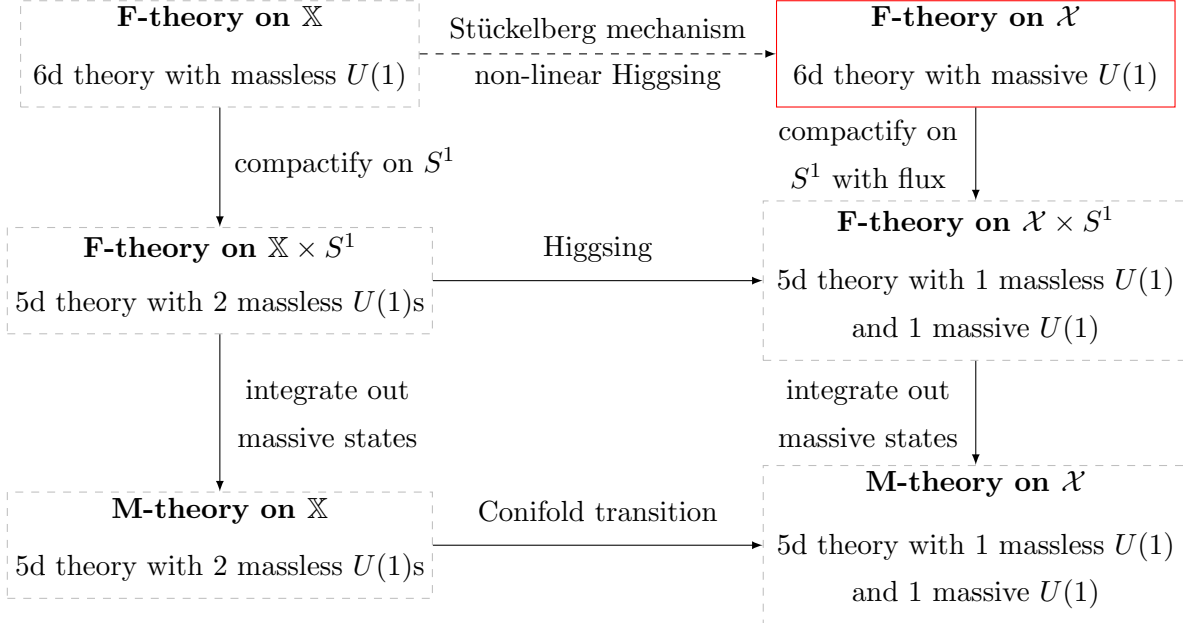 F-theory on 𝕏
6d theory with massless U(1)
Stückelberg mechanism
non-linear Higgsing
F-theory on 𝒳
6d theory with massive U(1)
compactify on S¹
compactify on
S¹ with flux
F-theory on 𝕏 × S¹
5d theory with 2 massless U(1)s
Higgsing
F-theory on 𝒳 × S¹
5d theory with 1 massless U(1)
and 1 massive U(1)
integrate out
massive states
integrate out
massive states
M-theory on 𝕏
5d theory with 2 massless U(1)s
Conifold transition
M-theory on 𝒳
5d theory with 1 massless U(1)
and 1 massive U(1)